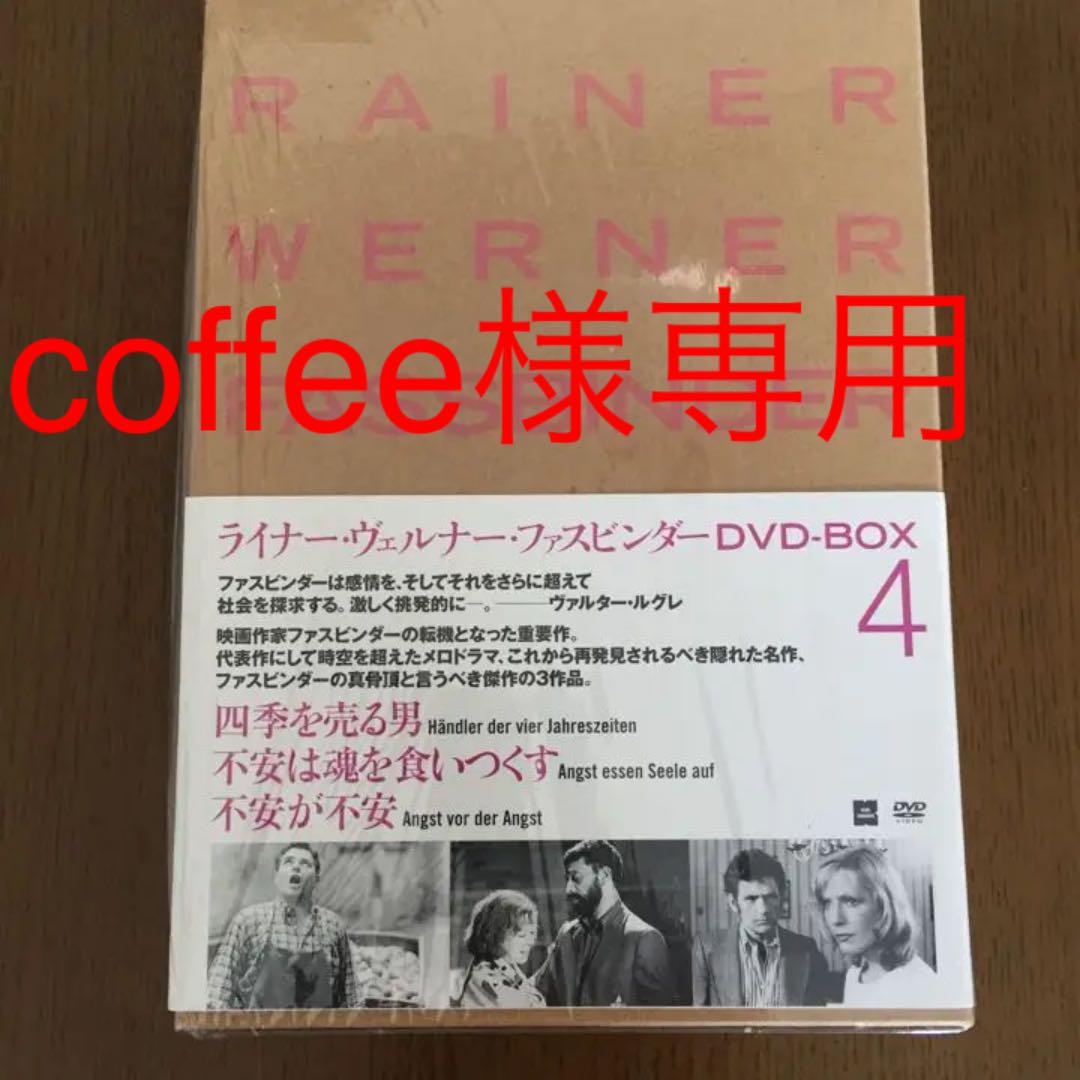 RAINER
WERNER
FASSBINDER
coffee様専用
ライナー・ヴェルナー・ファスビンダーDVD-BOX
4
ファスビンダーは感情を、そしてそれをさらに超えて
社会を探求する。激しく挑発的に―。――ヴァルター・ルグレ
映画作家ファスビンダーの転機となった重要作。
代表作にして時空を超えたメロドラマ、これから再発見されるべき隠れた名作、
ファスビンダーの真骨頂と言うべき傑作の3作品。
四季を売る男 Händler der vier Jahreszeiten
不安は魂を食いつくす Angst essen Seele auf
不安が不安 Angst vor der Angst
DVD
VIDEO